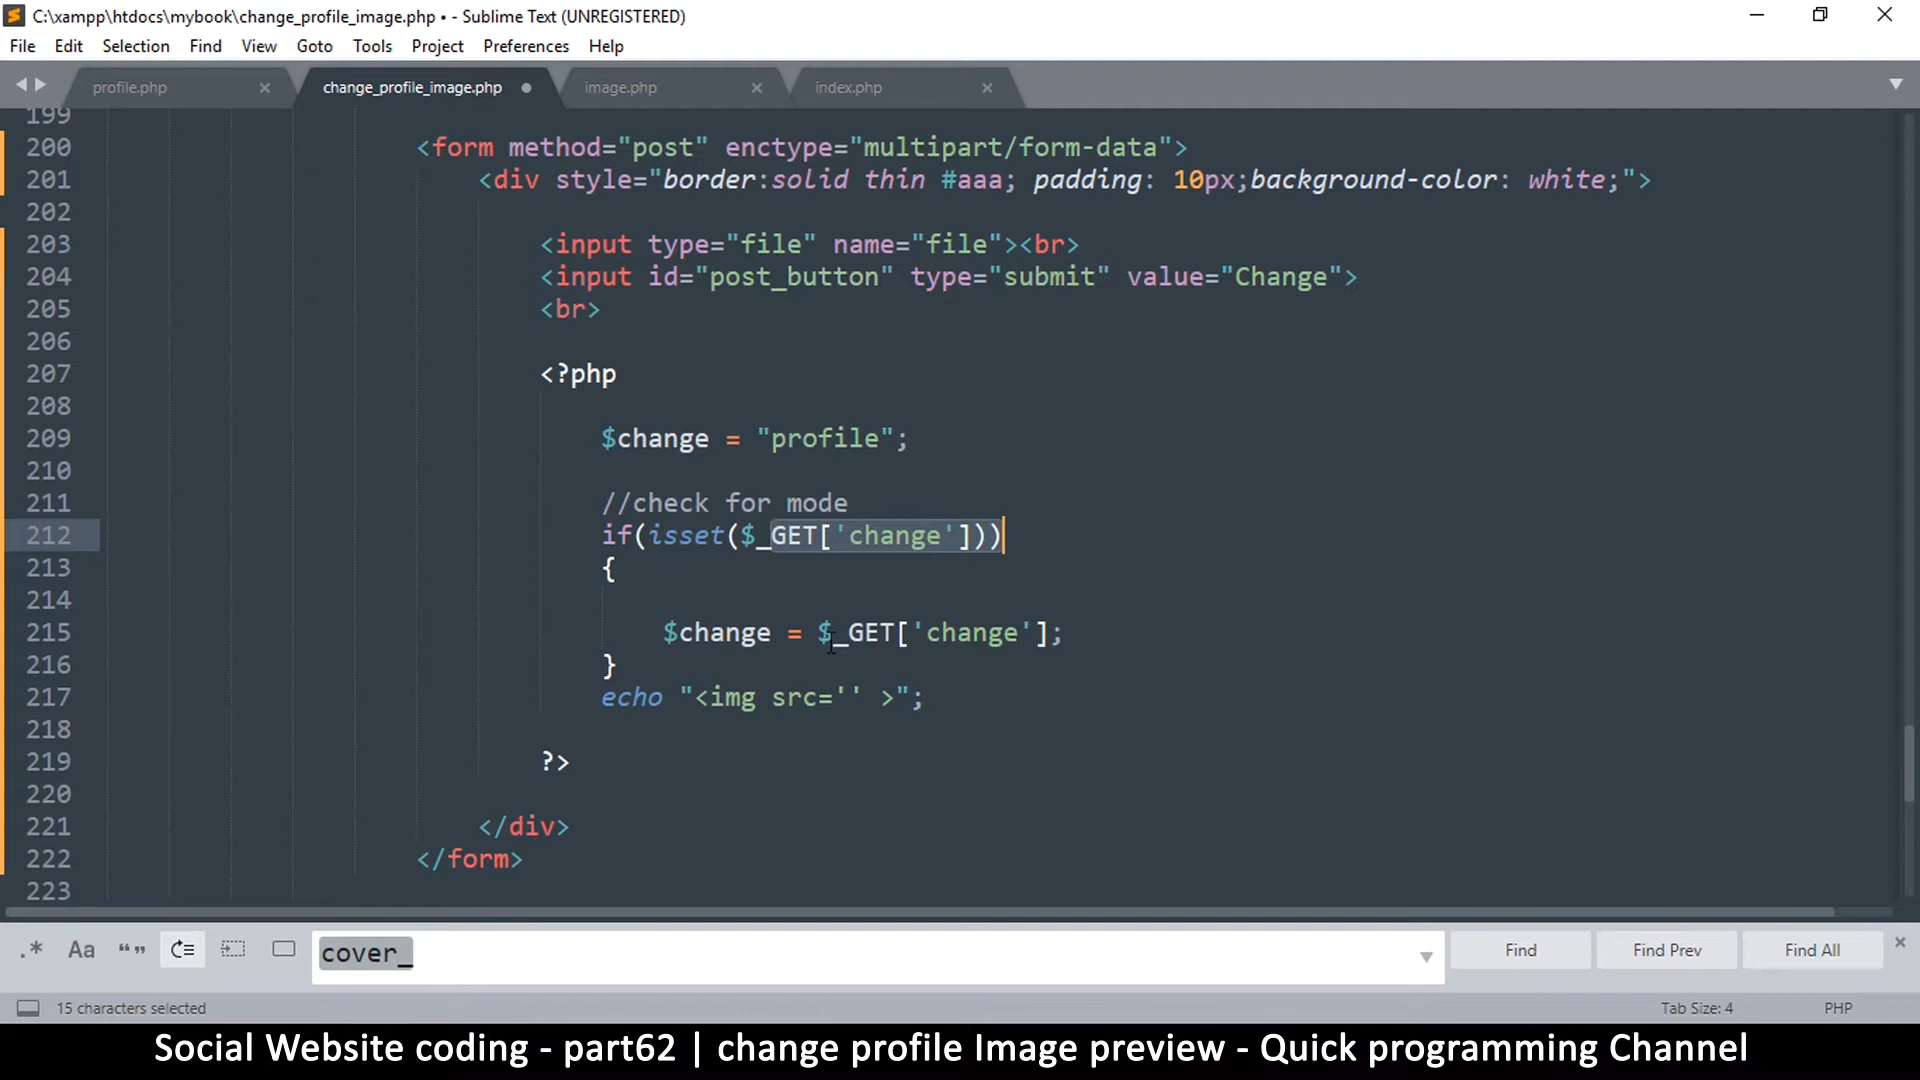 C:\xampp\htdocs\mybook\change_profile_image.php • - Sublime Text (UNREGISTERED)
File Edit Selection Find View Goto Tools Project Preferences Help
profile.php × change_profile_image.php image.php × index.php ×
199
200 <form method="post" enctype="multipart/form-data">
201 <div style="border:solid thin #aaa; padding: 10px;background-color: white;">
202
203 <input type="file" name="file"><br>
204 <input id="post_button" type="submit" value="Change">
205 <br>
206
207 <?php
208
209 $change = "profile";
210
211 //check for mode
212 if(isset($_GET['change']))
213 {
214
215 $change = $_GET['change'];
216 }
217 echo "<img src='' >";
218
219 ?>
220
221 </div>
222 </form>
223
.* Aa “” cover_ Find Find Prev Find All ×
15 characters selected Tab Size: 4 PHP
Social Website coding - part62 | change profile Image preview - Quick programming Channel